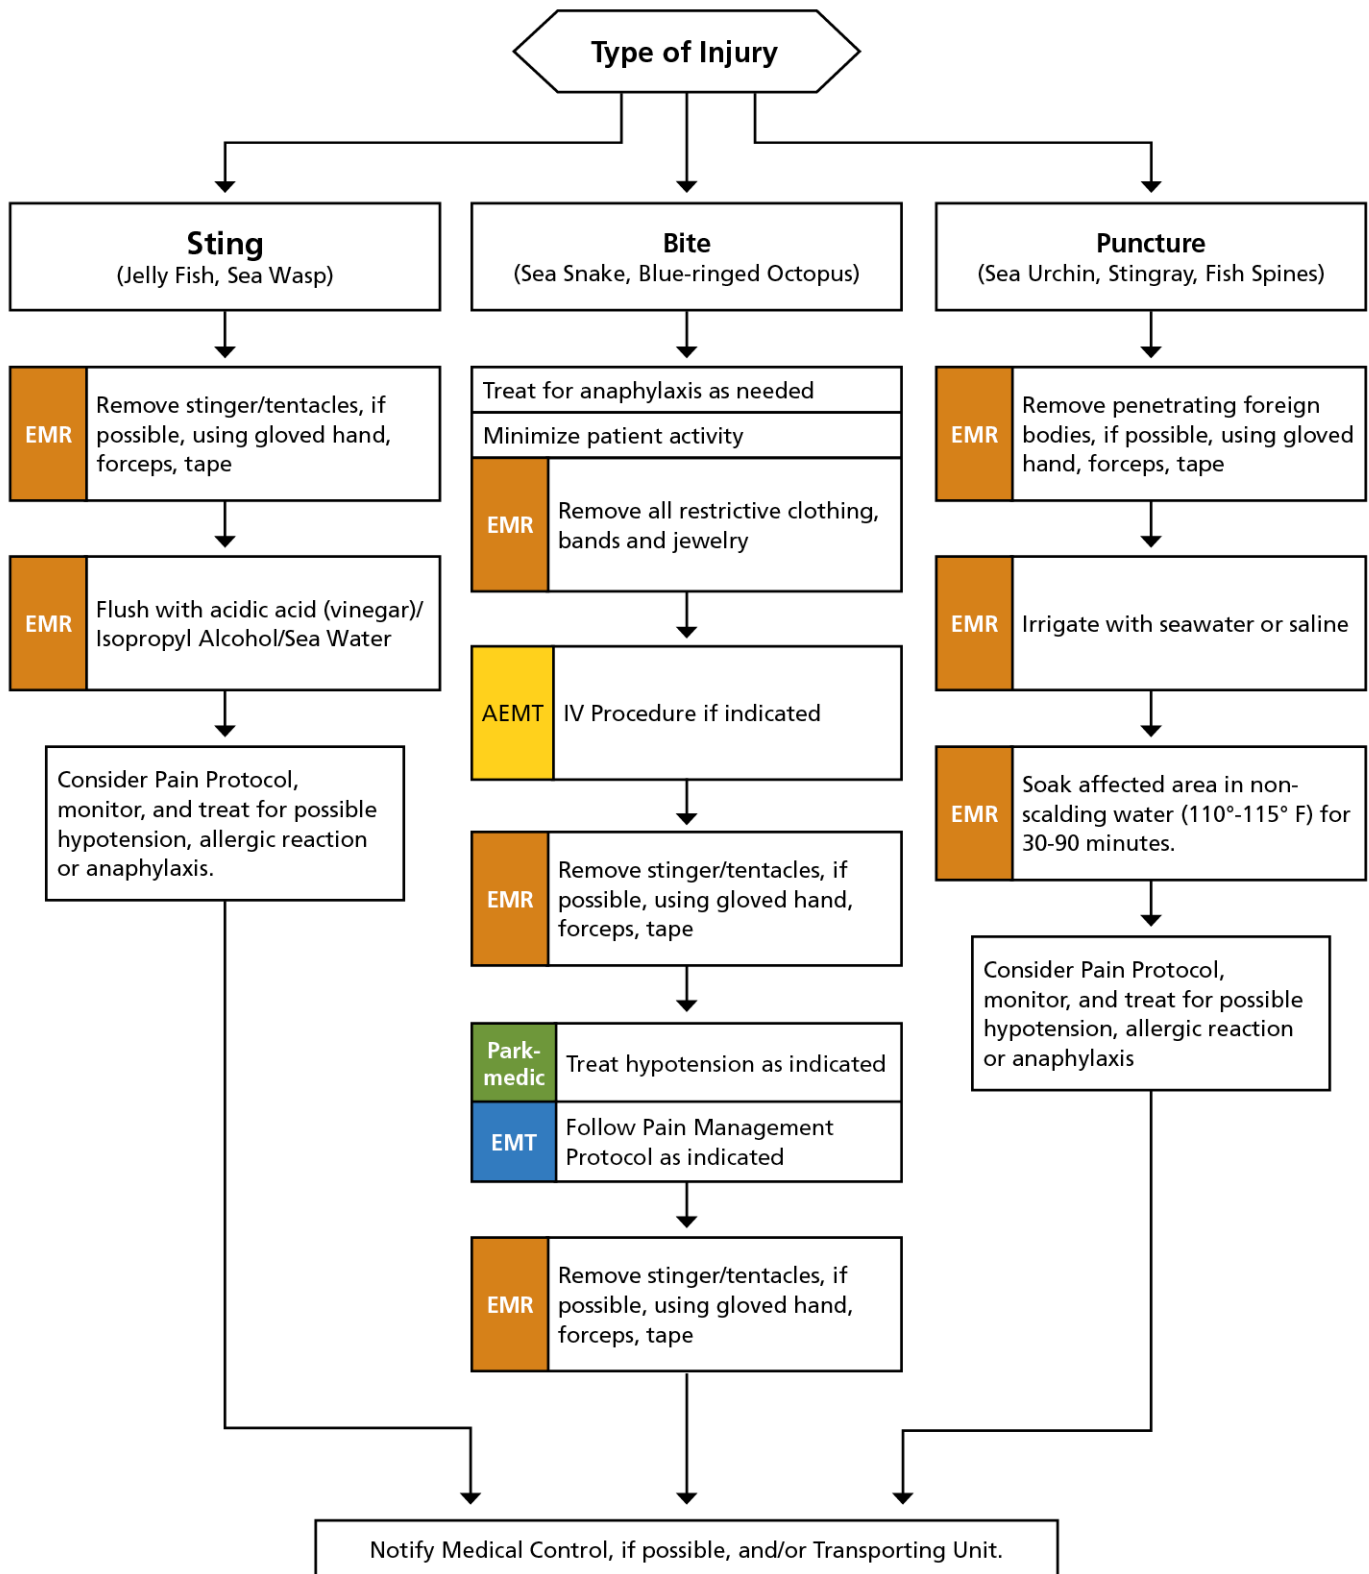 Type of Injury
Sting
(Jelly Fish, Sea Wasp)
EMR
Remove stinger/tentacles, if
possible, using gloved hand,
forceps, tape
EMR
Flush with acidic acid (vinegar)/
Isopropyl Alcohol/Sea Water
Consider Pain Protocol,
monitor, and treat for possible
hypotension, allergic reaction
or anaphylaxis.
Bite
(Sea Snake, Blue-ringed Octopus)
Treat for anaphylaxis as needed
Minimize patient activity
EMR
Remove all restrictive clothing,
bands and jewelry
AEMT
IV Procedure if indicated
EMR
Remove stinger/tentacles, if
possible, using gloved hand,
forceps, tape
Park-
medic
Treat hypotension as indicated
EMT
Follow Pain Management
Protocol as indicated
EMR
Remove stinger/tentacles, if
possible, using gloved hand,
forceps, tape
Puncture
(Sea Urchin, Stingray, Fish Spines)
EMR
Remove penetrating foreign
bodies, if possible, using gloved
hand, forceps, tape
EMR
Irrigate with seawater or saline
EMR
Soak affected area in non-
scalding water (110°-115° F) for
30-90 minutes.
Consider Pain Protocol,
monitor, and treat for possible
hypotension, allergic reaction
or anaphylaxis
Notify Medical Control, if possible, and/or Transporting Unit.